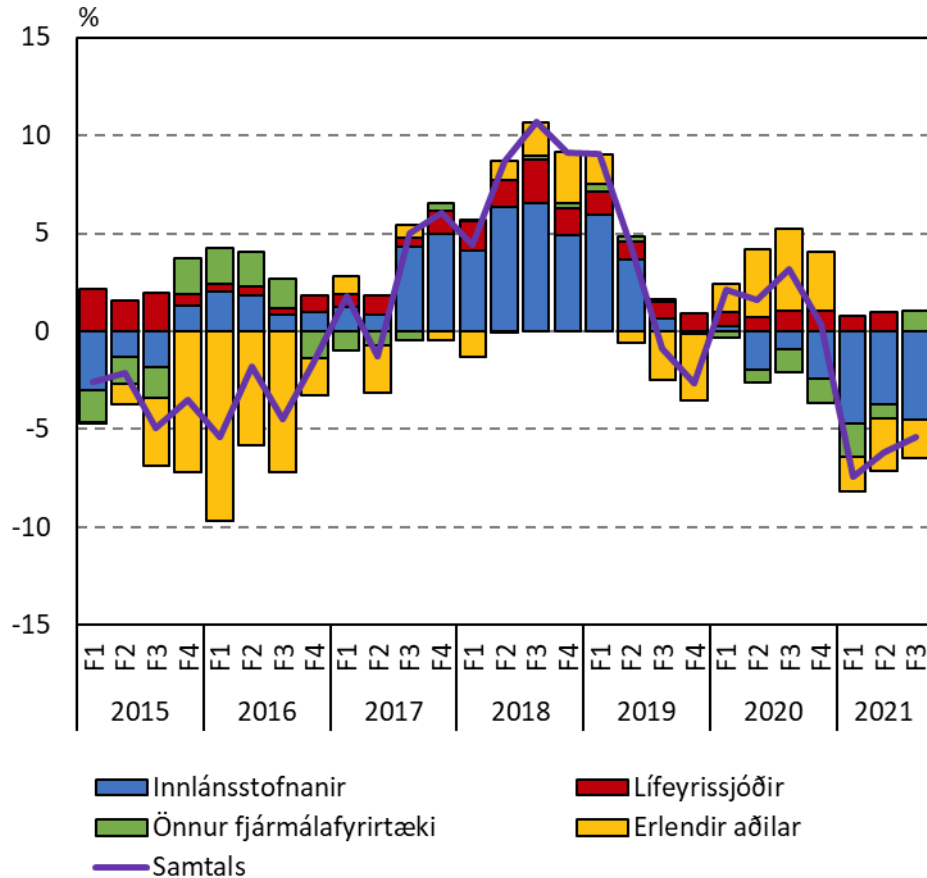 %
15
10
5
0
-5
-10
-15
F1 F2 F3 F4 F1 F2 F3 F4 F1 F2 F3 F4 F1 F2 F3 F4 F1 F2 F3 F4 F1 F2 F3 F4 F1 F2 F3
2015 2016 2017 2018 2019 2020 2021
Innlánsstofnanir Lífeyrissjóðir
Önnur fjármálafyrirtæki Erlendir aðilar
Samtals